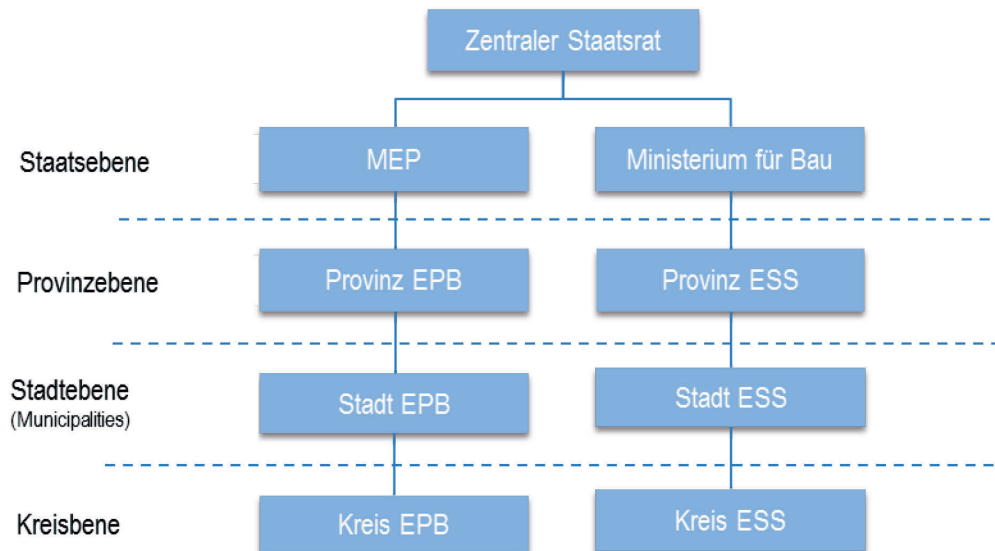 Zentraler Staatsrat
Staatsebene
MEP
Ministerium für Bau
Provinzebene
Provinz EPB
Provinz ESS
Stadtebene
(Municipalities)
Stadt EPB
Stadt ESS
Kreisbene
Kreis EPB
Kreis ESS